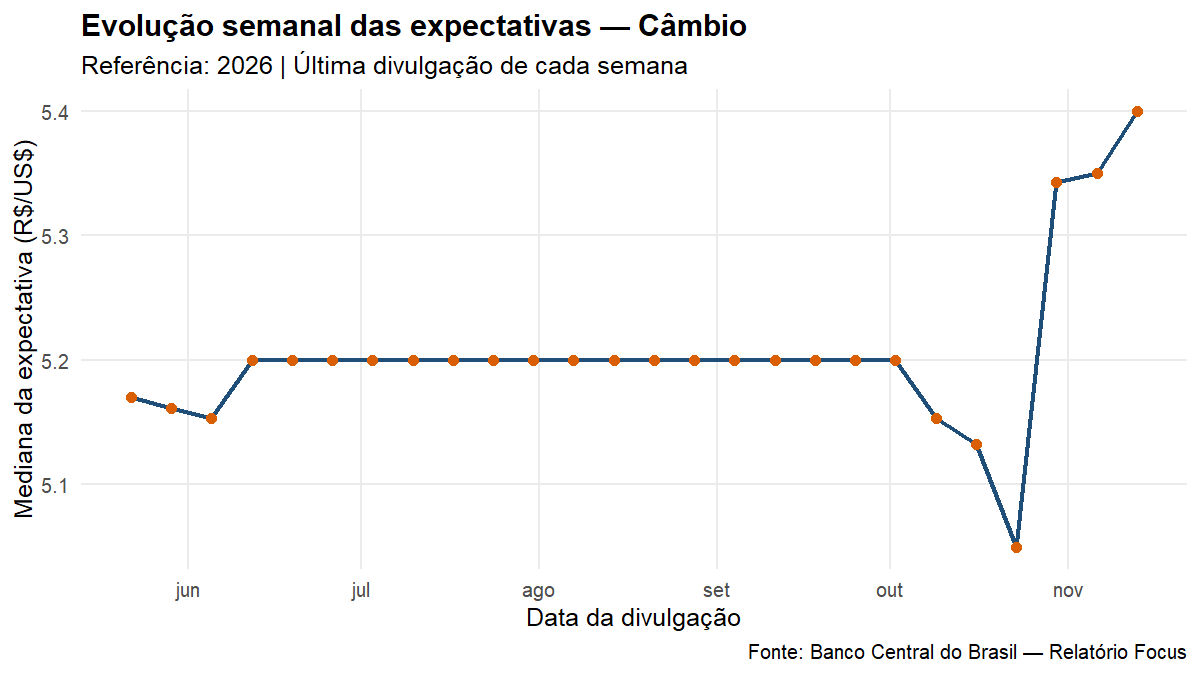 Evolução semanal das expectativas — Câmbio
Referência: 2026 | Última divulgação de cada semana
Mediana da expectativa (R$/US$)
5.4
5.3
5.2
5.1
jun jul ago set out nov
Data da divulgação
Fonte: Banco Central do Brasil — Relatório Focus